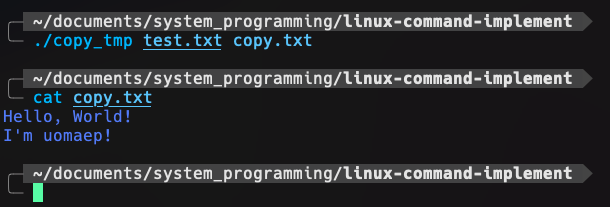 ~/documents/system_programming/linux-command-implement
./copy_tmp test.txt copy.txt
~/documents/system_programming/linux-command-implement
cat copy.txt
Hello, World!
I'm uomaep!
~/documents/system_programming/linux-command-implement